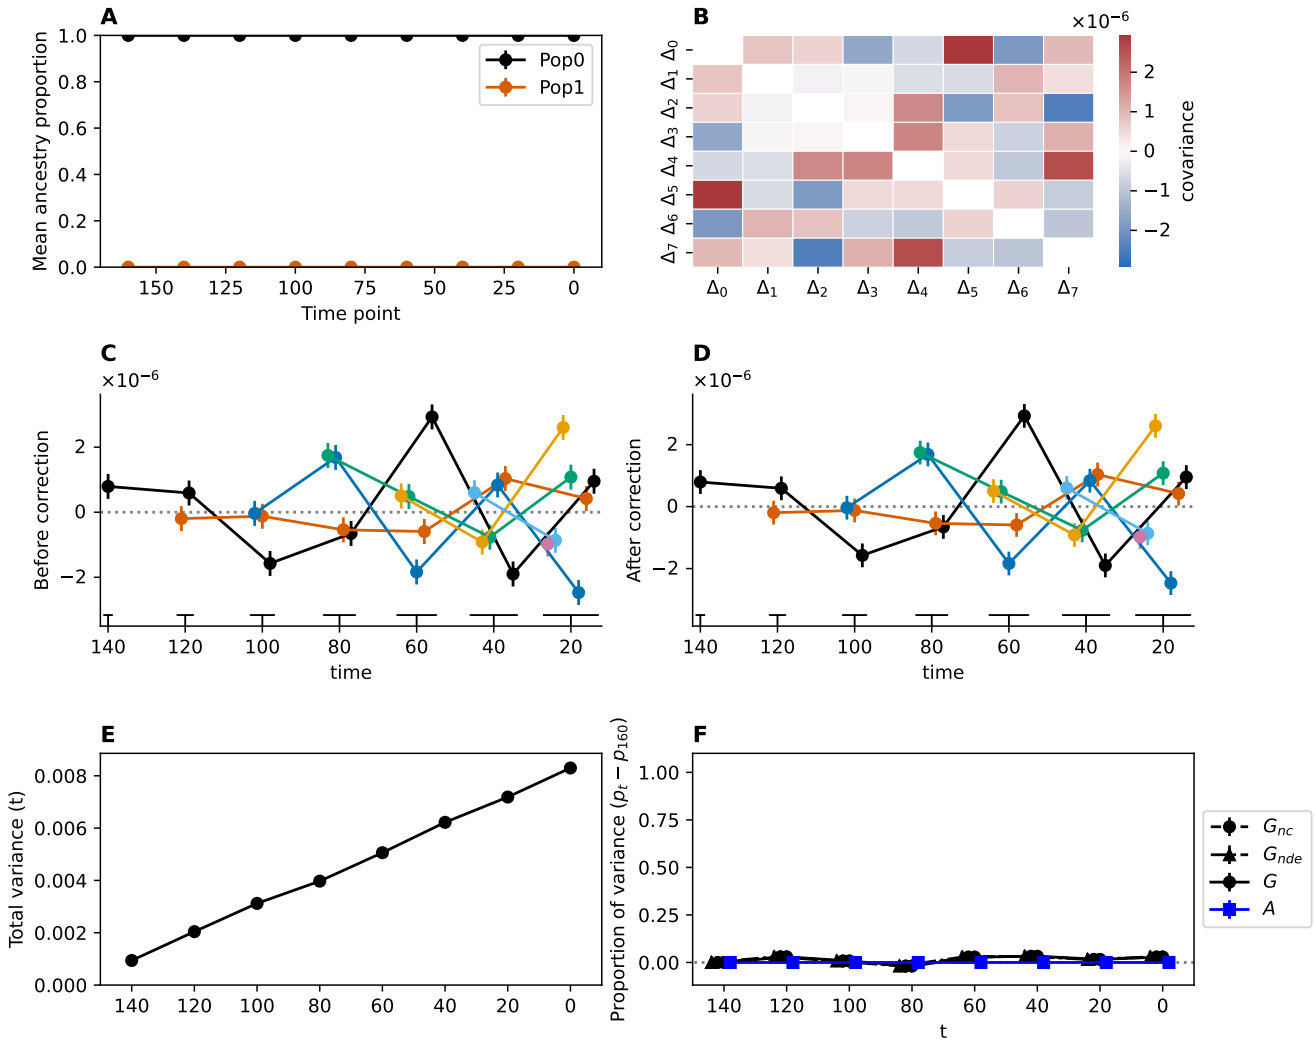 A
Mean ancestry proportion
1.0
0.8
0.6
0.4
0.2
0.0
Pop0
Pop1
150 125 100 75 50 25 0
Time point
B
×10⁻⁶
Δ₀
Δ₁
Δ₂
Δ₃
Δ₄
Δ₅
Δ₆
Δ₇
Δ₀ Δ₁ Δ₂ Δ₃ Δ₄ Δ₅ Δ₆ Δ₇
2
1
0
−1
−2
covariance
C
×10⁻⁶
Before correction
2
0
−2
140 120 100 80 60 40 20
time
D
×10⁻⁶
After correction
2
0
−2
140 120 100 80 60 40 20
time
E
Total variance (t)
0.008
0.006
0.004
0.002
0.000
140 120 100 80 60 40 20 0
F
Proportion of variance (pₜ − p₁₆₀)
1.00
0.75
0.50
0.25
0.00
140 120 100 80 60 40 20 0
t
G_nc
G_nde
G
A